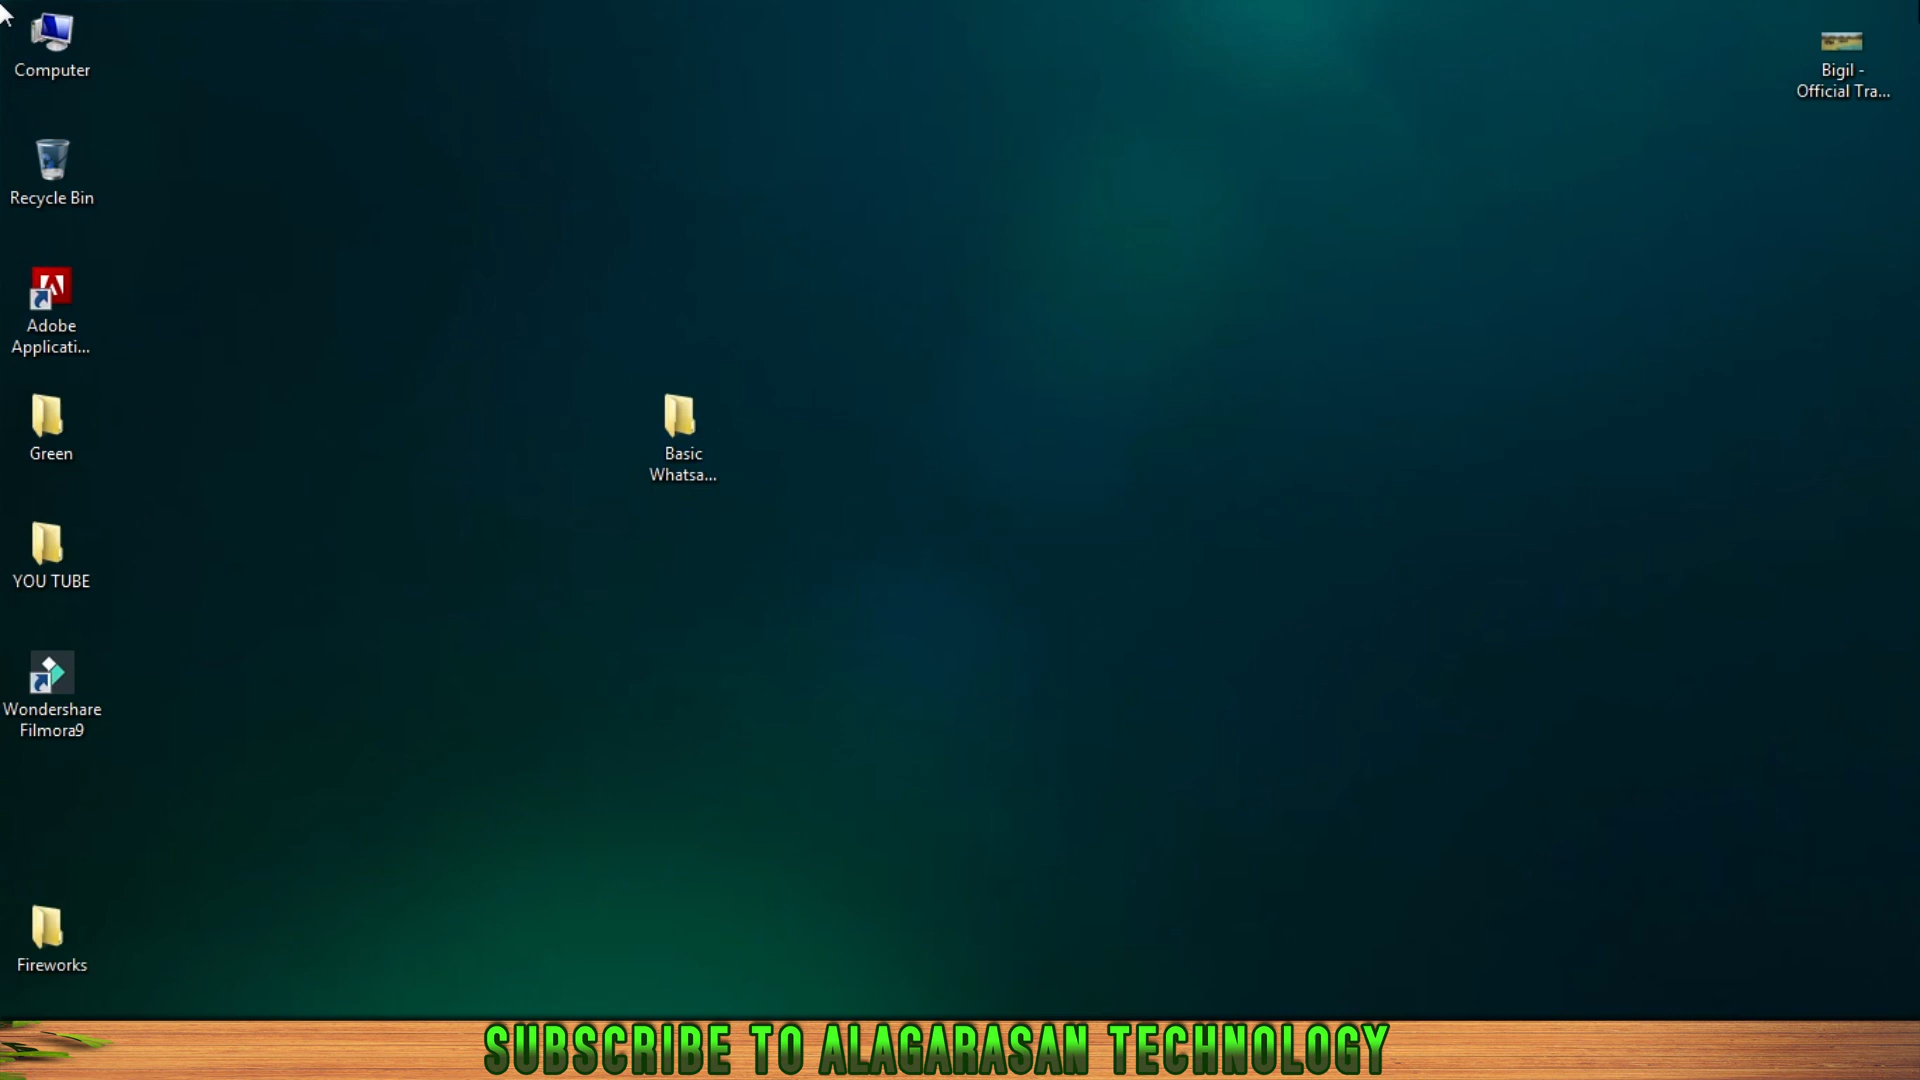 Computer
Recycle Bin
Adobe
Applicati...
Green
YOU TUBE
Wondershare
Filmora9
Fireworks
Basic
Whatsa...
Bigil -
Official Tra...
SUBSCRIBE TO ALAGARASAN TECHNOLOGY